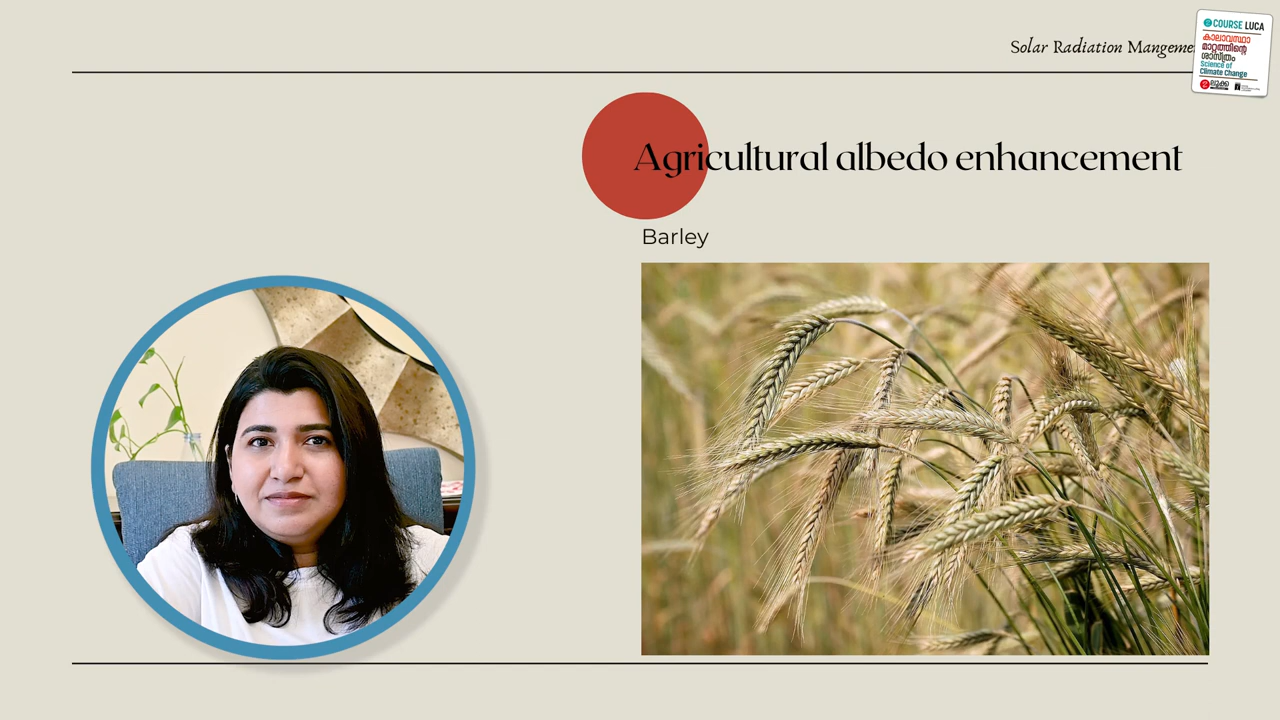 Solar Radiation Mangeme
COURSE LUCA
കാലാവസ്ഥാ
മാറ്റത്തിന്റെ
ശാസ്ത്രം
Science of
Climate Change
ലൂക്ക
Agricultural albedo enhancement
Barley